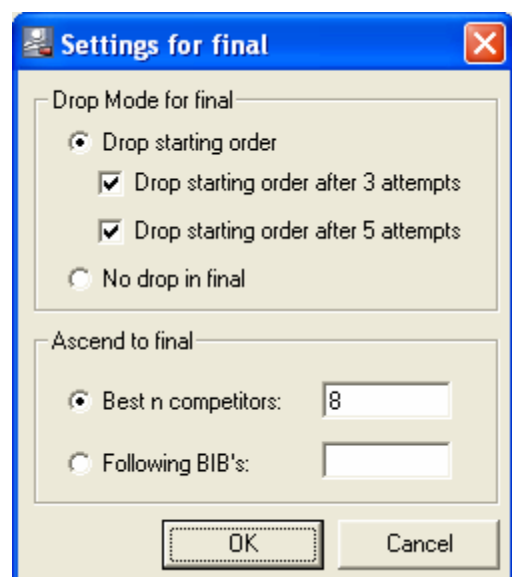 Settings for final
Drop Mode for final
Drop starting order
Drop starting order after 3 attempts
Drop starting order after 5 attempts
No drop in final
Ascend to final
Best n competitors: 8
Following BIB's:
OK Cancel